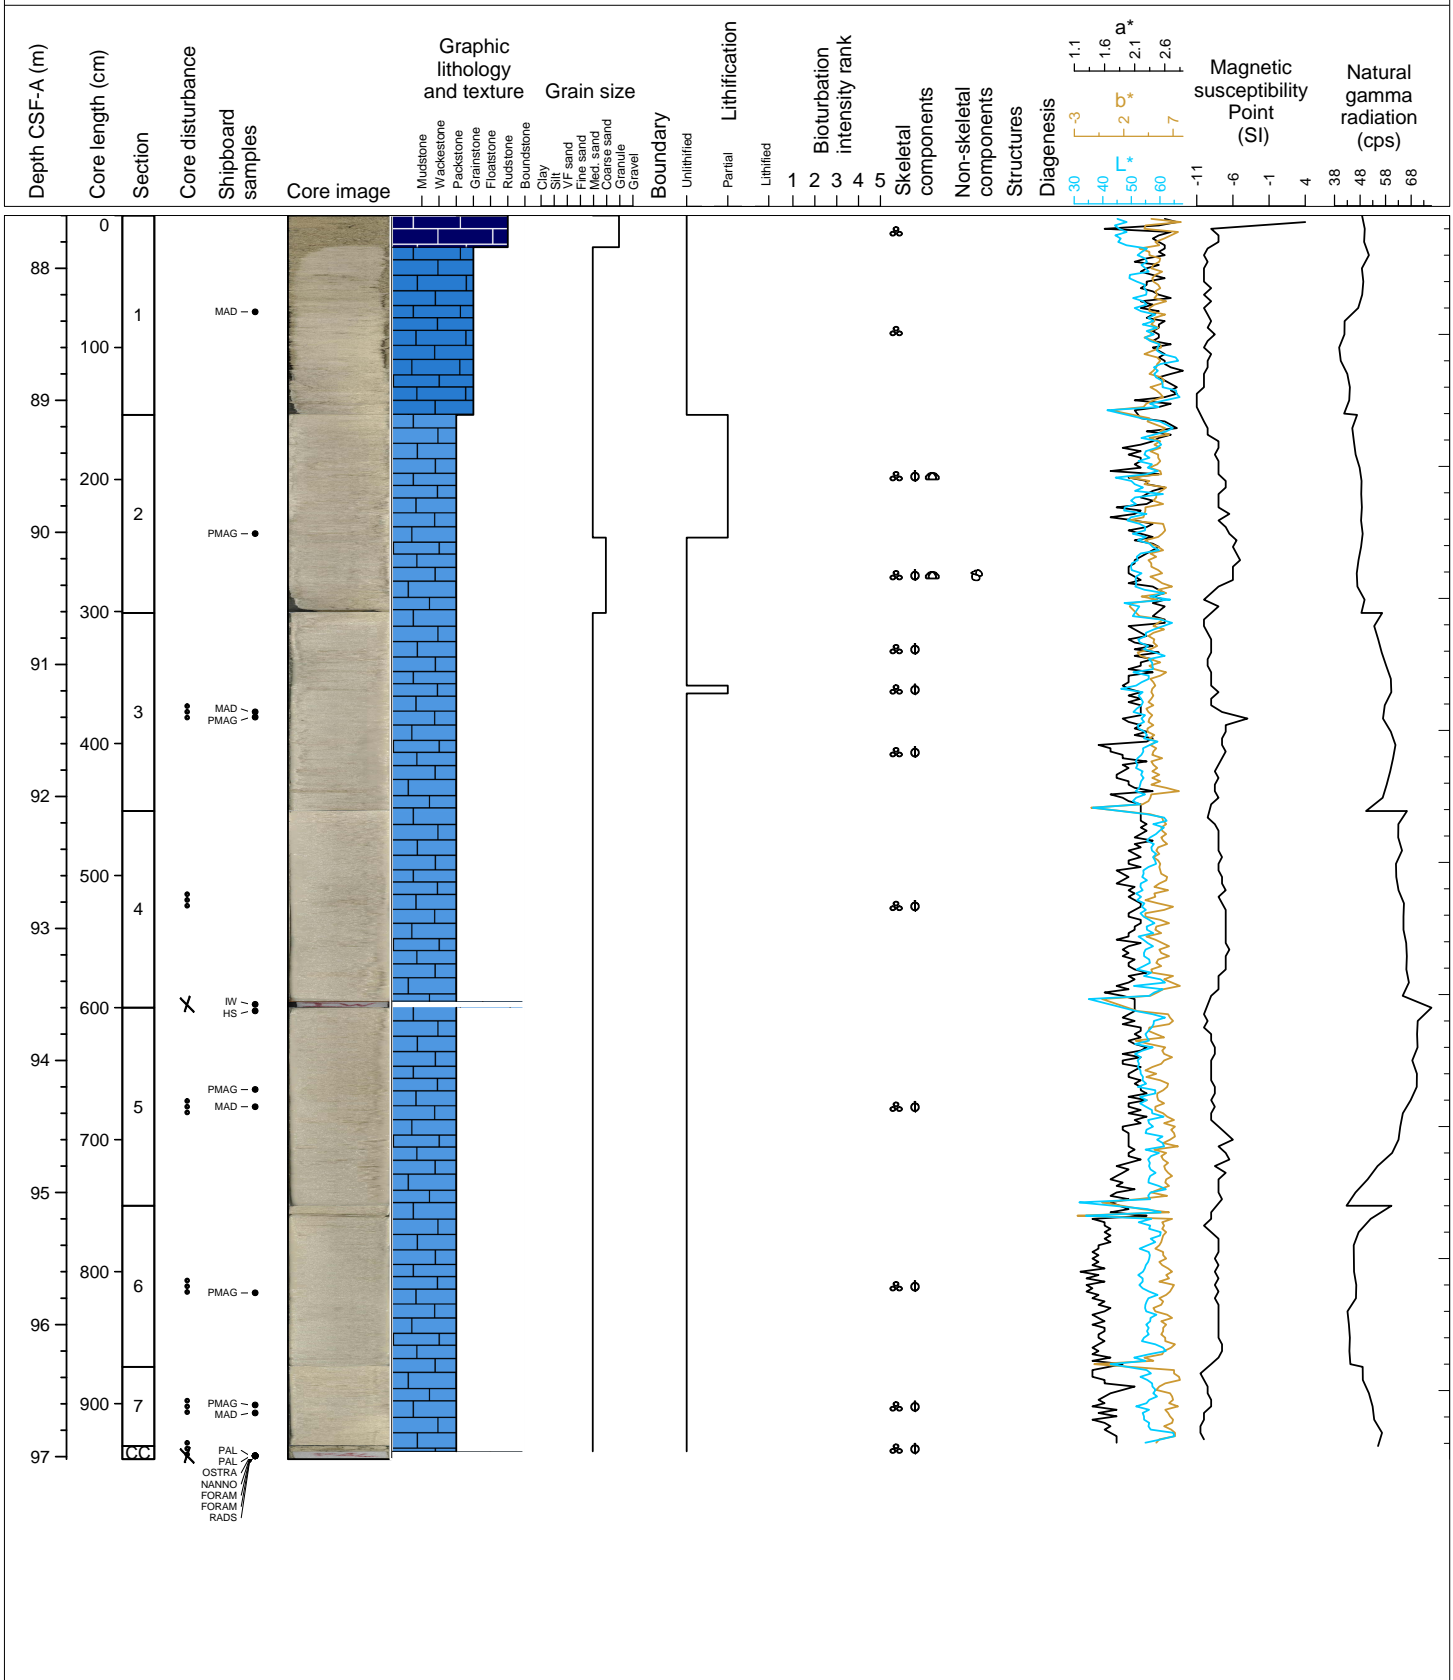 Depth CSF-A (m)
Core length (cm)
Section
Core disturbance
Shipboard
samples
Core image
Graphic
lithology
and texture
Mudstone
Wackestone
Packstone
Grainstone
Floatstone
Rudstone
Boundstone
Grain size
Clay
Silt
VF sand
Fine sand
Med. sand
Coarse sand
Granule
Gravel
Boundary
Lithification
Unlithified
Partial
Lithified
Bioturbation
intensity rank
1 2 3 4 5
Skeletal
components
Non-skeletal
components
Structures
Diagenesis
a*
1.1 1.6 2.1 2.6
b*
-3 2 7
L*
30 40 50 60
Magnetic
susceptibility
Point
(SI)
-11 -6 -1 4
Natural
gamma
radiation
(cps)
38 48 58 68
0
88
1
MAD
100
89
200
2
90
PMAG
300
91
3
MAD
PMAG
400
92
500
4
93
IW
600
HS
94
PMAG
5
MAD
700
95
6
800
PMAG
96
7
900
PMAG
MAD
CC
97
PAL
PAL
OSTRA
NANNO
FORAM
FORAM
RADS